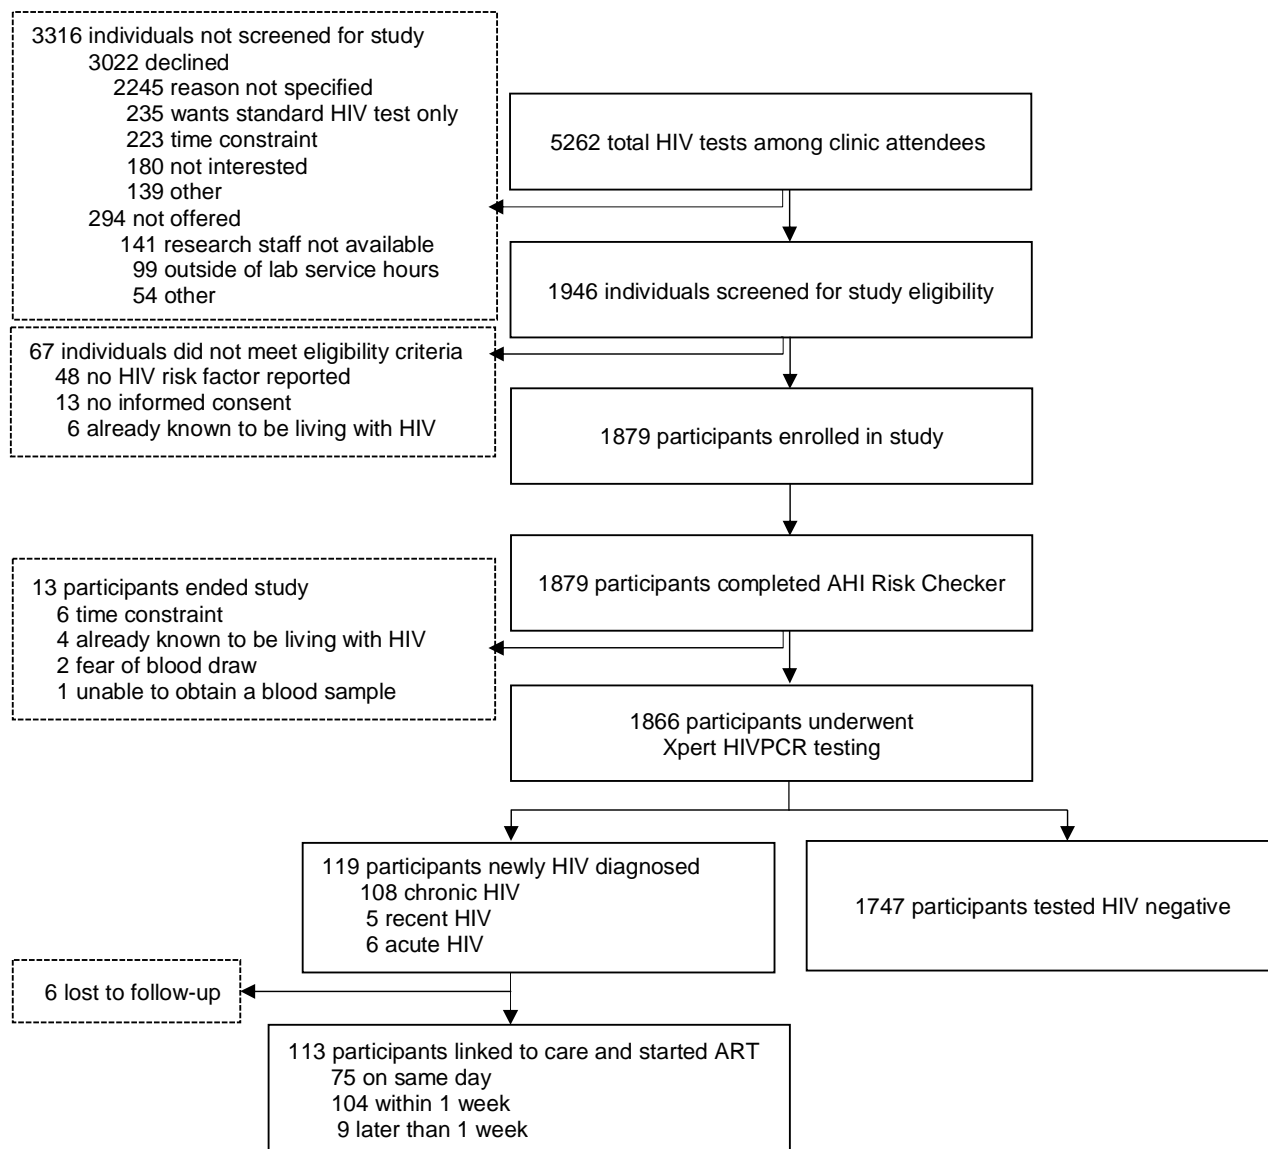 3316 individuals not screened for study
3022 declined
2245 reason not specified
235 wants standard HIV test only
223 time constraint
180 not interested
139 other
294 not offered
141 research staff not available
99 outside of lab service hours
54 other
5262 total HIV tests among clinic attendees
1946 individuals screened for study eligibility
67 individuals did not meet eligibility criteria
48 no HIV risk factor reported
13 no informed consent
6 already known to be living with HIV
1879 participants enrolled in study
1879 participants completed AHI Risk Checker
13 participants ended study
6 time constraint
4 already known to be living with HIV
2 fear of blood draw
1 unable to obtain a blood sample
1866 participants underwent
Xpert HIVPCR testing
119 participants newly HIV diagnosed
108 chronic HIV
5 recent HIV
6 acute HIV
1747 participants tested HIV negative
6 lost to follow-up
113 participants linked to care and started ART
75 on same day
104 within 1 week
9 later than 1 week